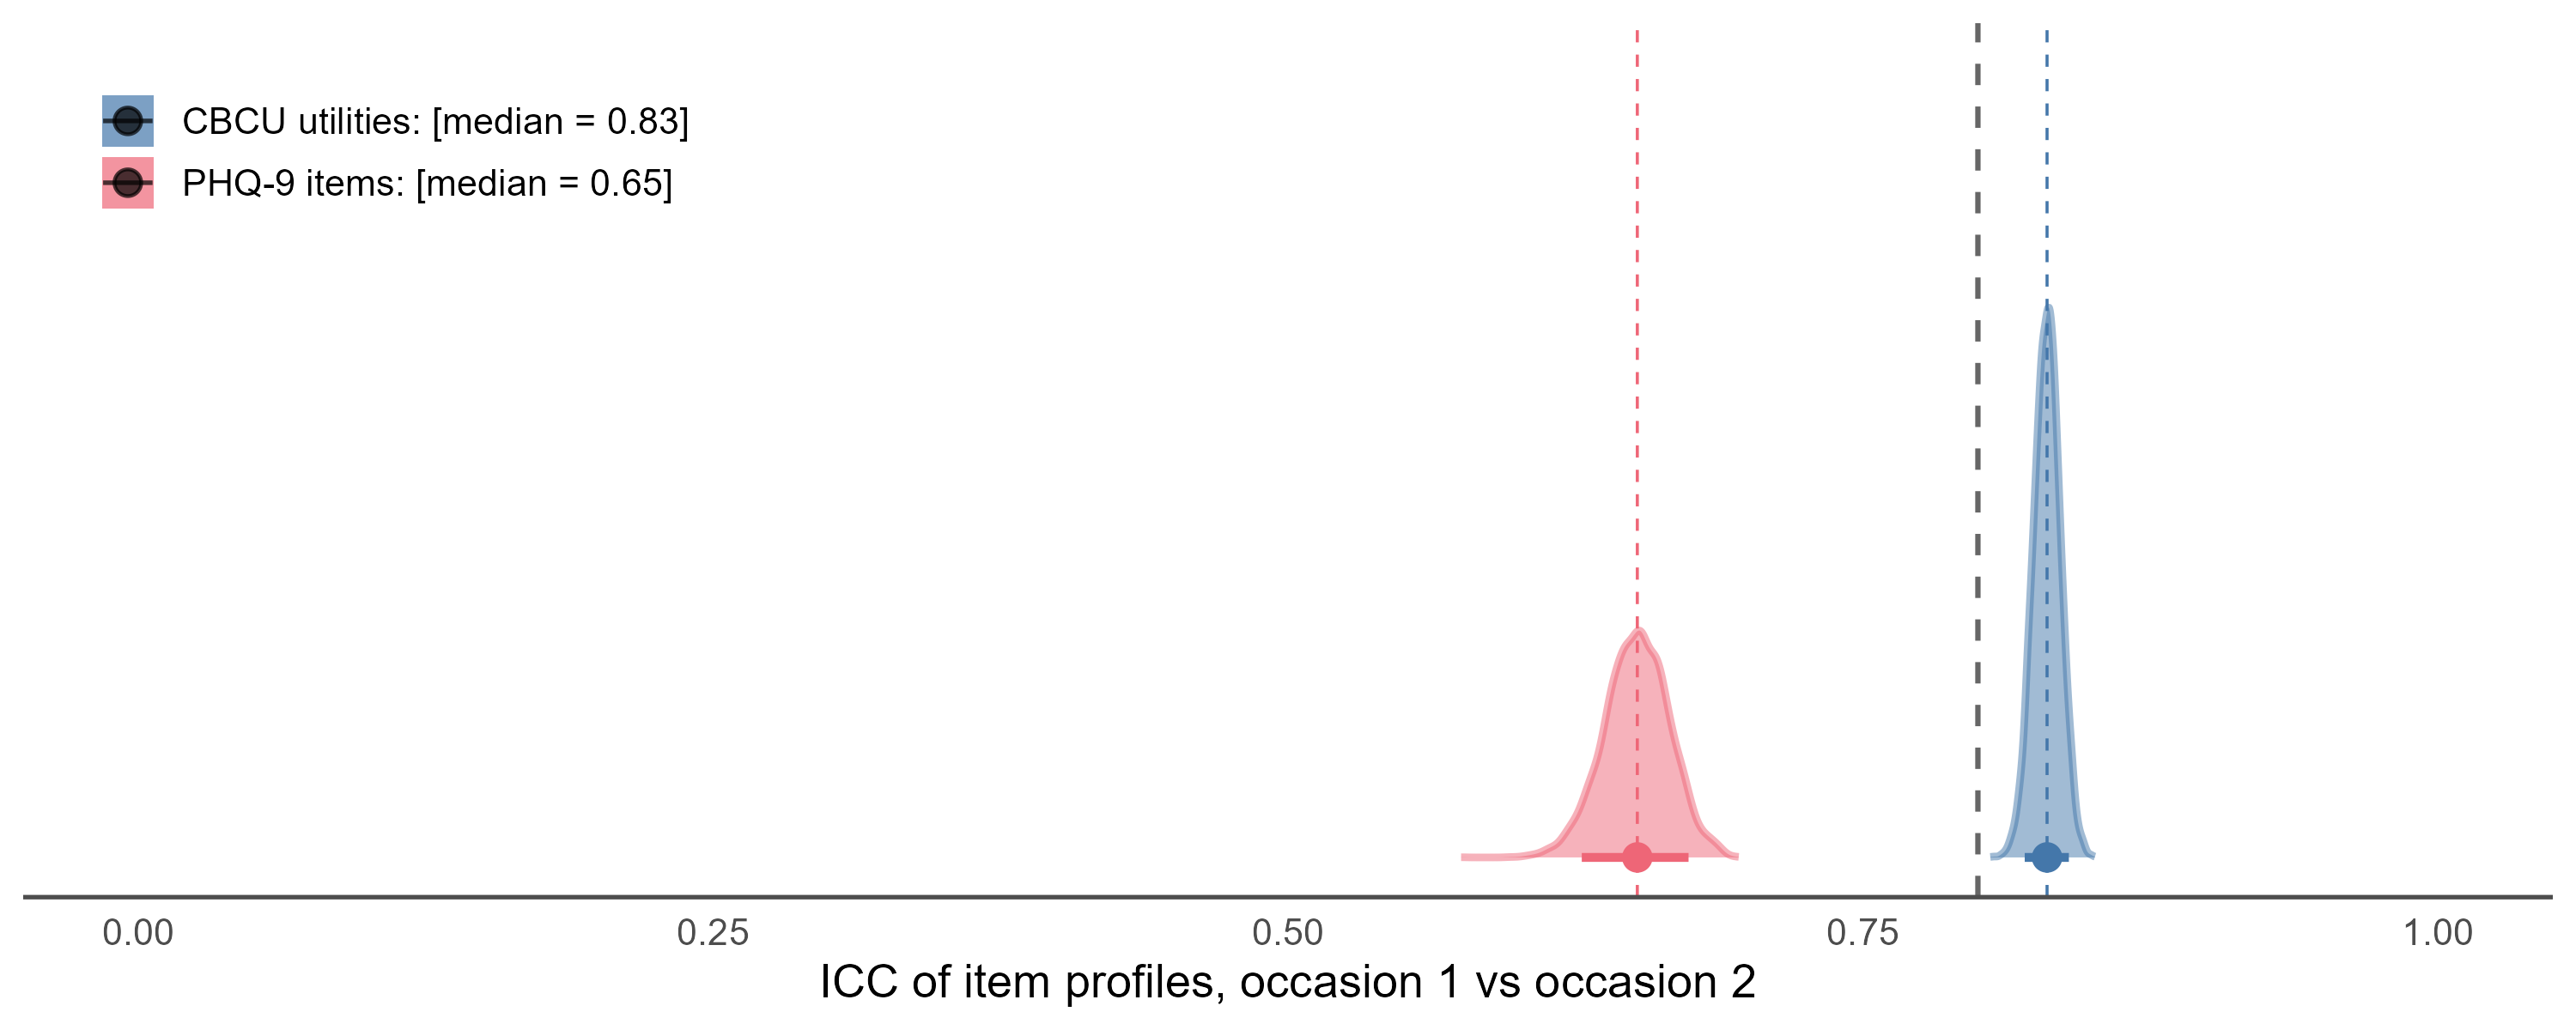 CBCU utilities: [median = 0.83]
PHQ-9 items: [median = 0.65]
0.00 0.25 0.50 0.75 1.00
ICC of item profiles, occasion 1 vs occasion 2